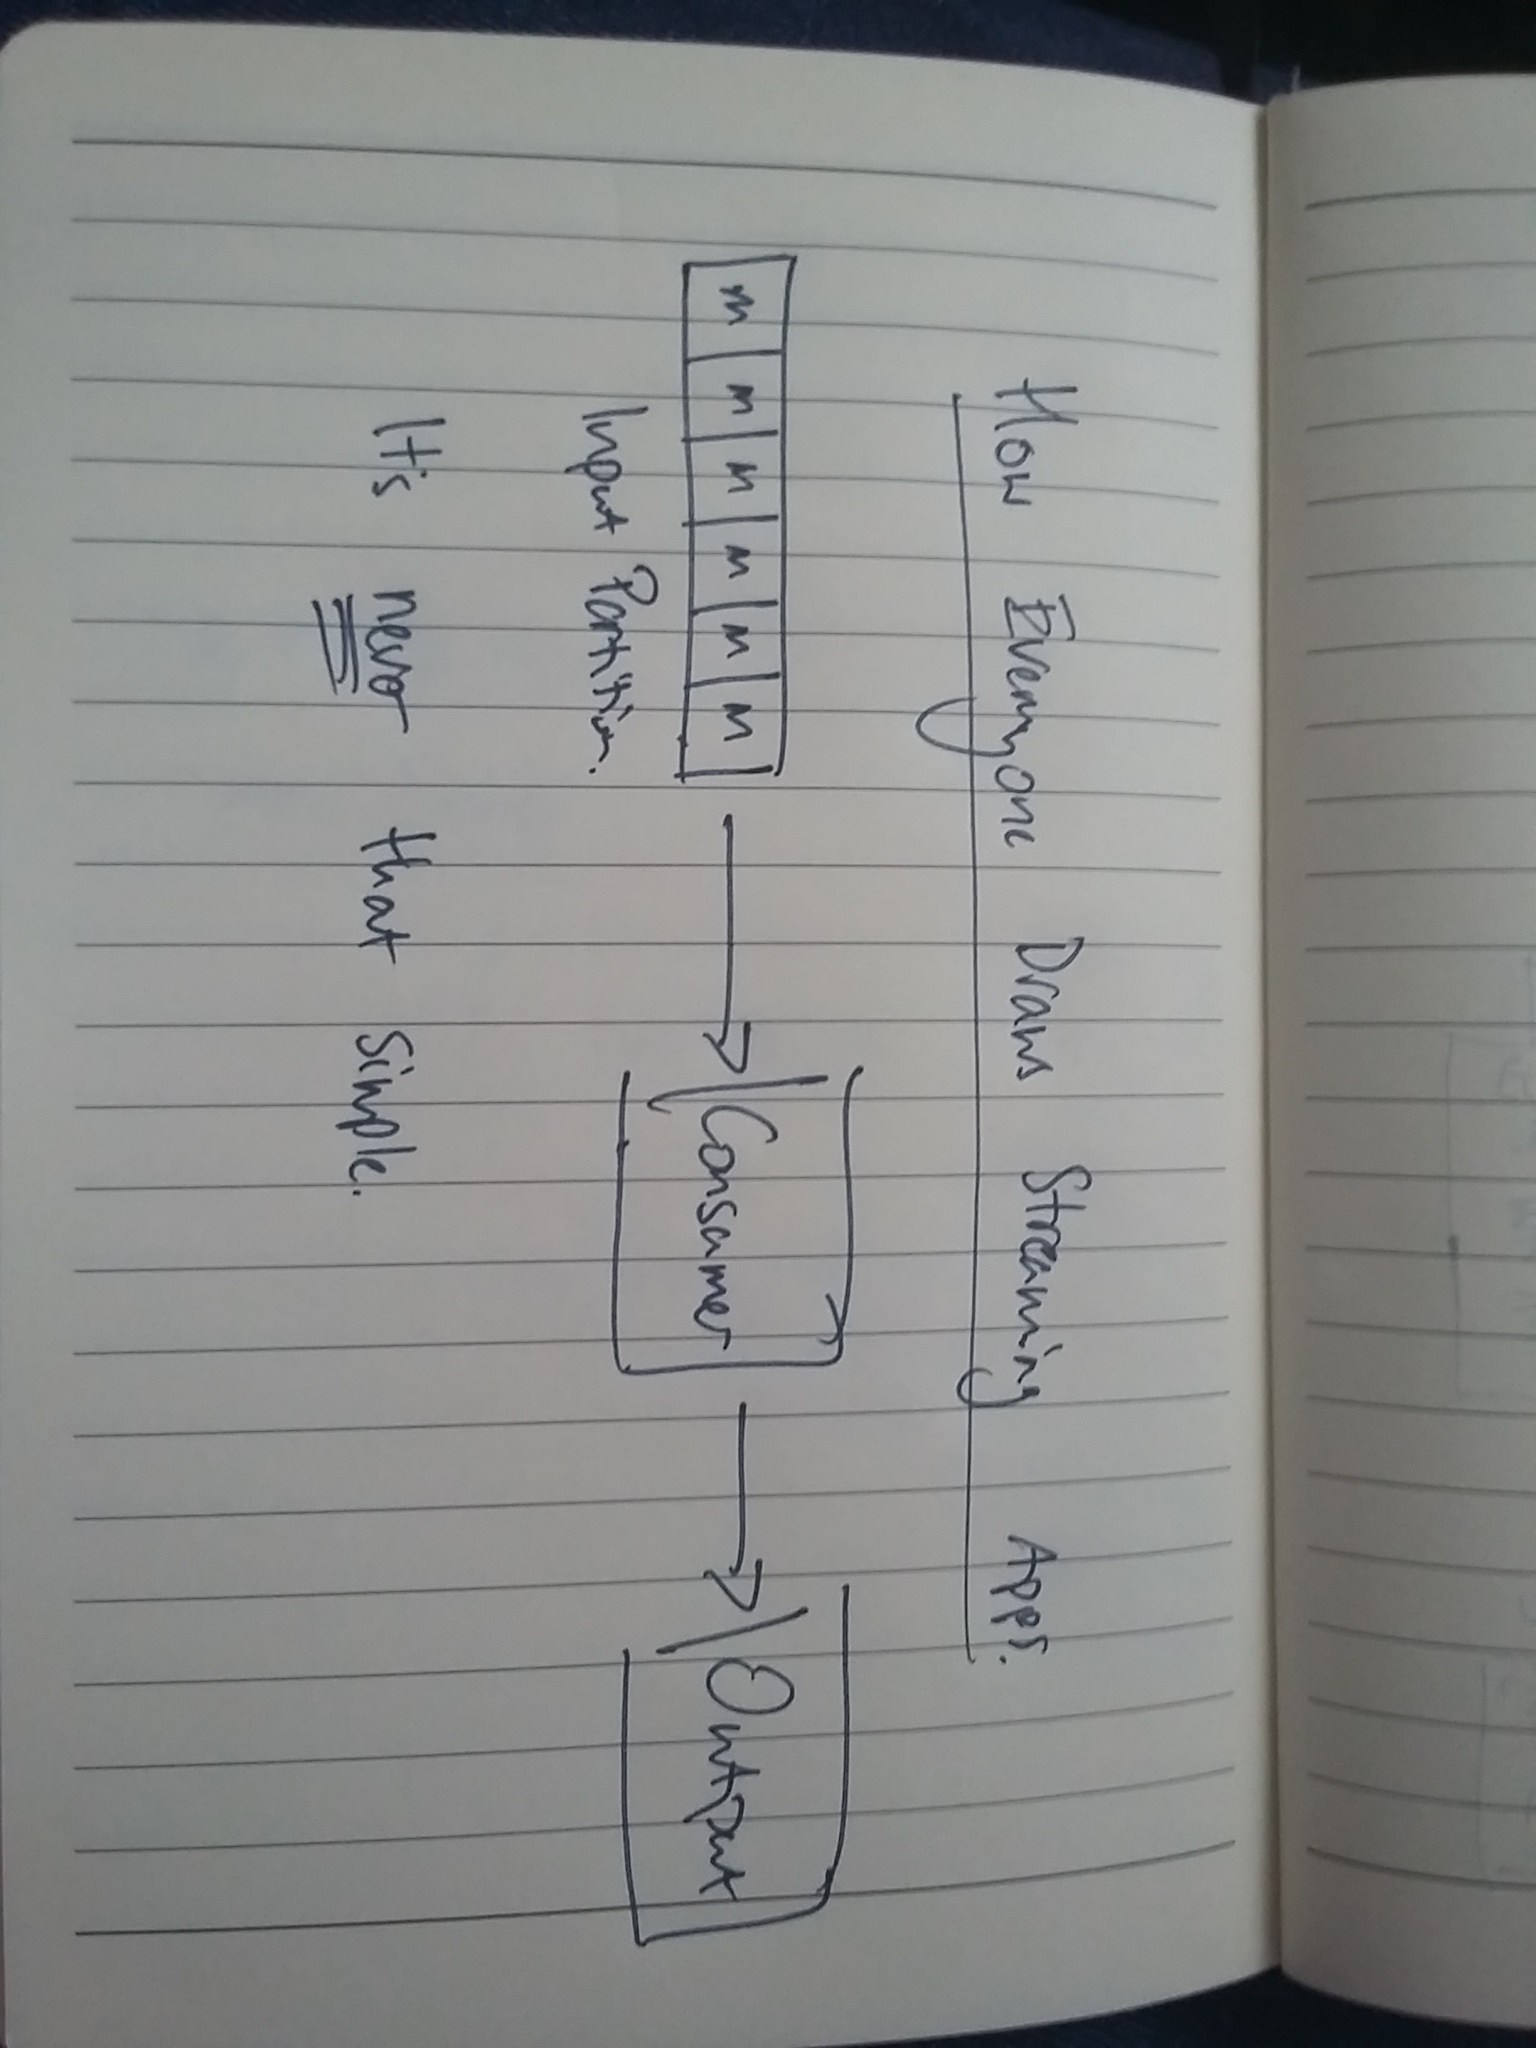 How Everyone Draws Streaming Apps.
m m m m m m
Consumer
Output
Input Partition.
It's never that simple.